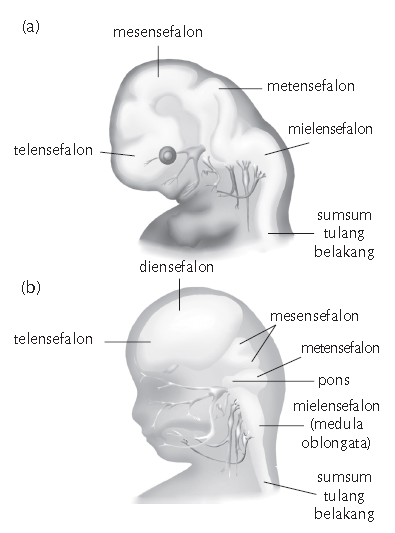 (a)
mesensefalon
metensefalon
mielensefalon
telensefalon
sumsum
tulang
belakang
(b)
diensefalon
mesensefalon
telensefalon
metensefalon
pons
mielensefalon
(medula
oblongata)
sumsum
tulang
belakang